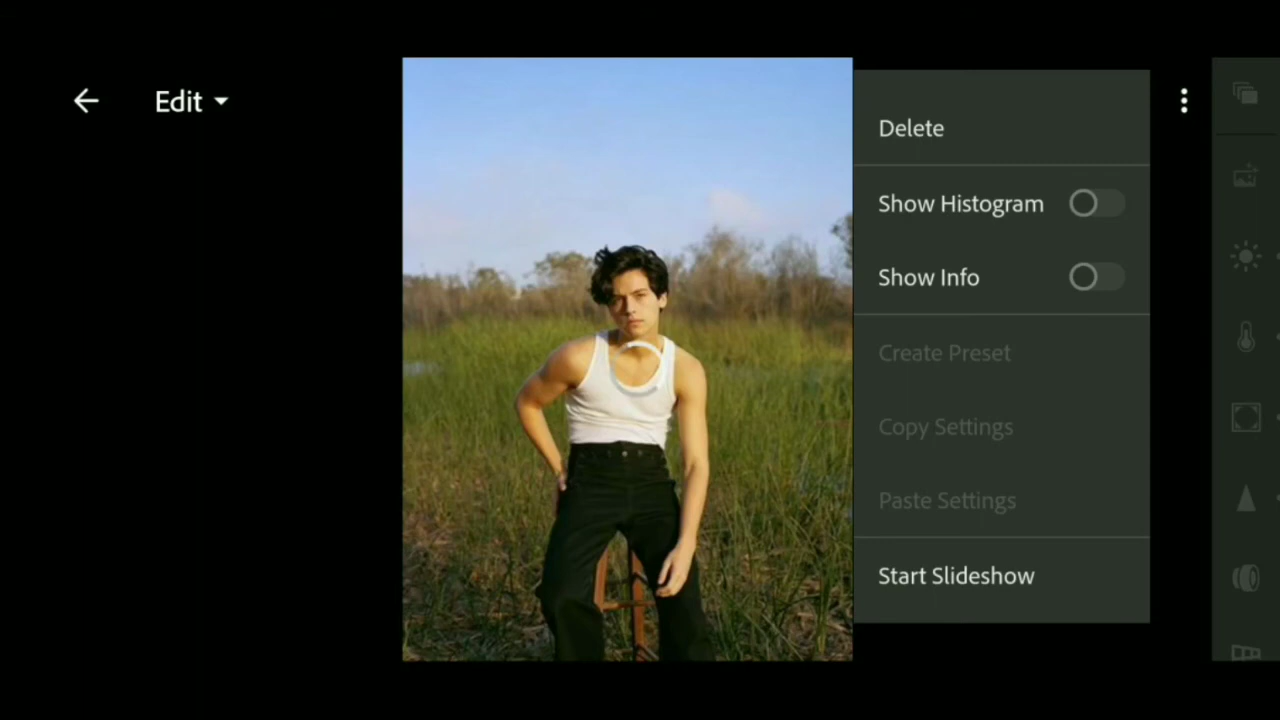 Edit
Delete
Show Histogram
Show Info
Create Preset
Copy Settings
Paste Settings
Start Slideshow